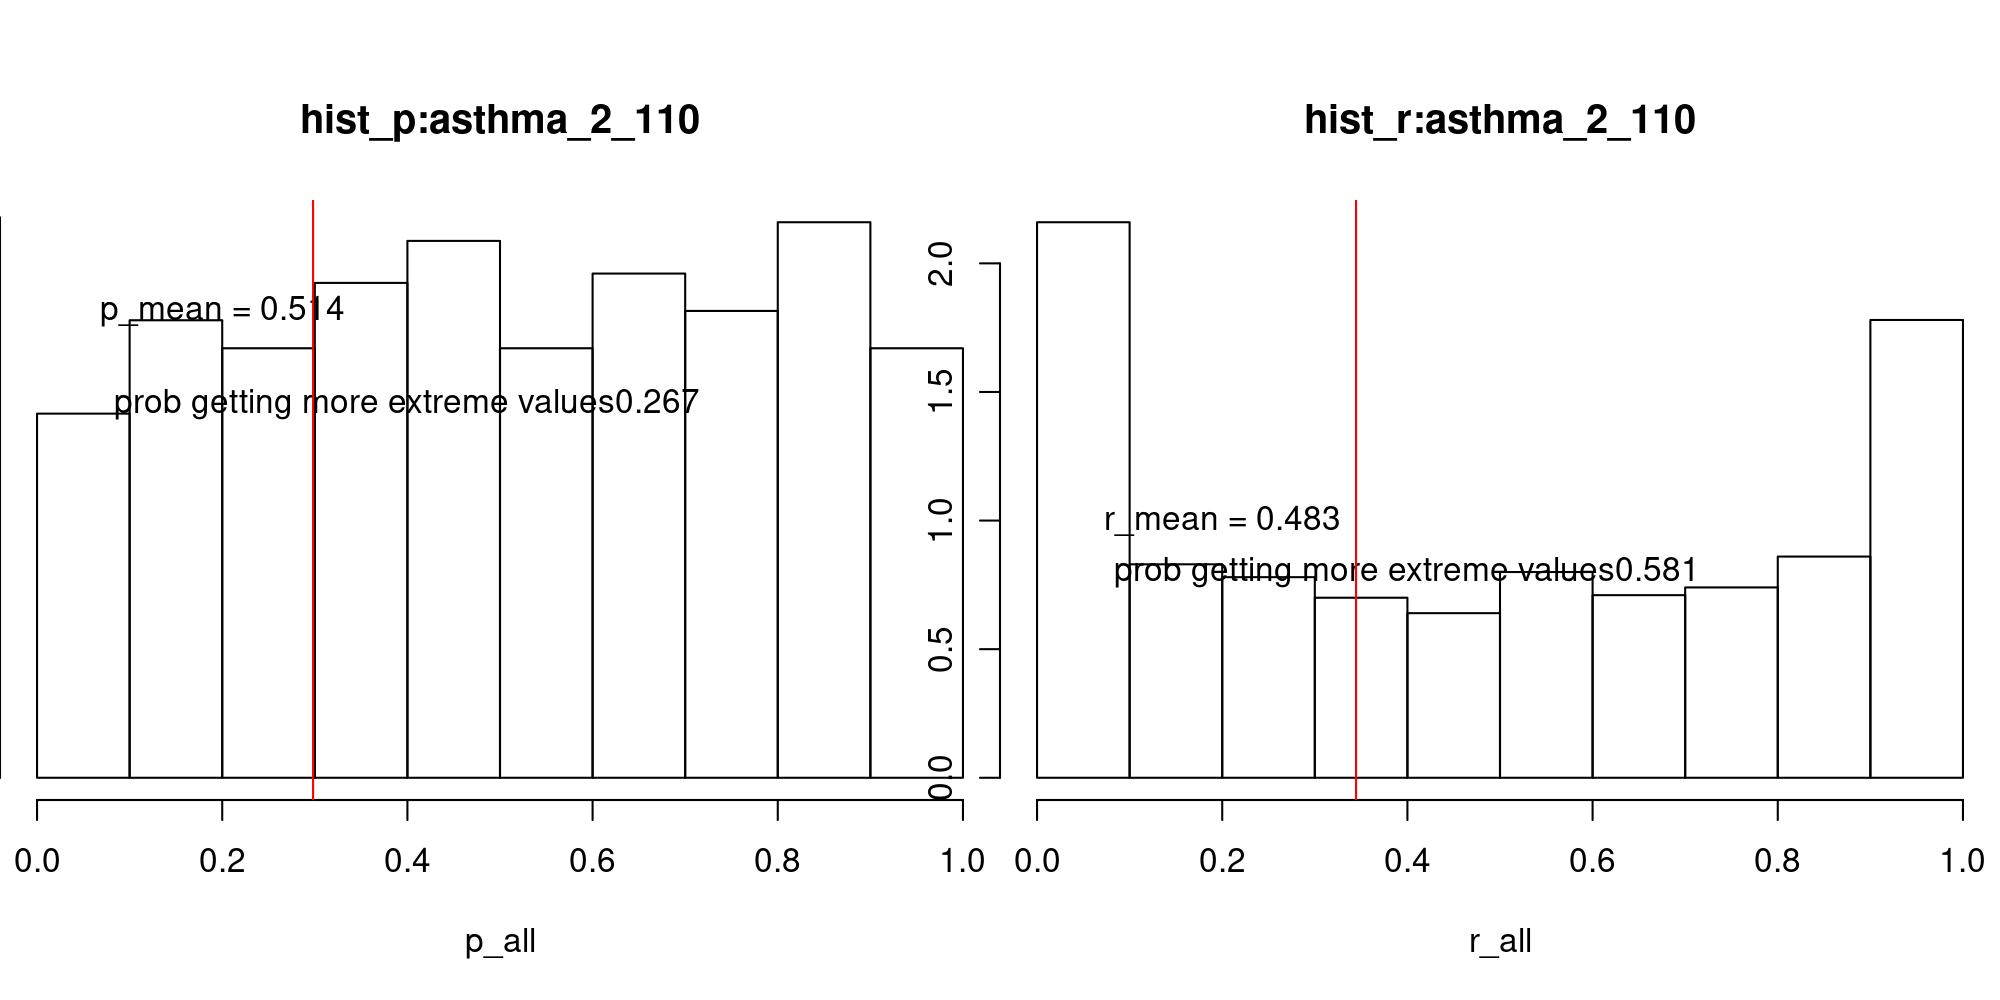 hist_p:asthma_2_110
p_mean = 0.514
prob getting more extreme values0.267
0.0 0.2 0.4 0.6 0.8 1.0
p_all
hist_r:asthma_2_110
2.0
1.5
1.0
0.5
0.0
r_mean = 0.483
prob getting more extreme values0.581
0.0 0.2 0.4 0.6 0.8 1.0
r_all